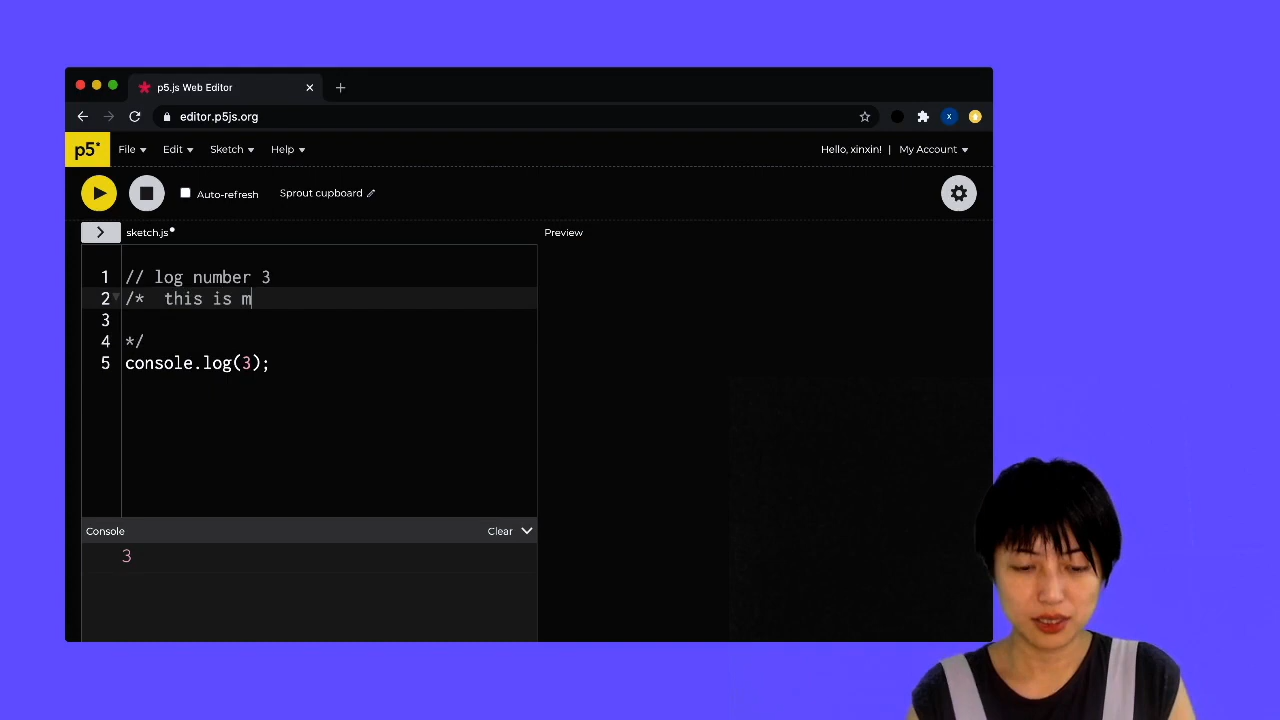 p5.js Web Editor
editor.p5js.org
x
p5* File Edit Sketch Help Hello, xinxin! | My Account
Auto-refresh Sprout cupboard
sketch.js Preview
1 // log number 3
2 /*  this is m
3
4 */
5 console.log(3);
Console Clear
3